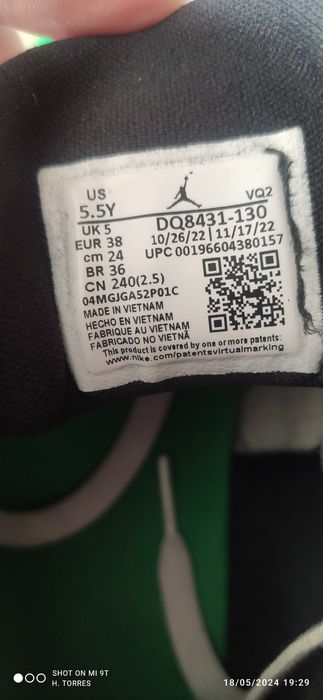 US
5.5Y
VQ2
UK 5
DQ8431-130
EUR 38
10/26/22 | 11/17/22
cm 24
UPC 00196604380157
BR 36
CN 240(2.5)
04MGJGA52P01C
MADE IN VIETNAM
HECHO EN VIETNAM
FABRIQUE AU VIETNAM
FABRICADO NO VIETNÃ
This product is covered by one or more patents:
www.nike.com/patentsvirtualmarking
SHOT ON MI 9T
H. TORRES
18/05/2024 19:29